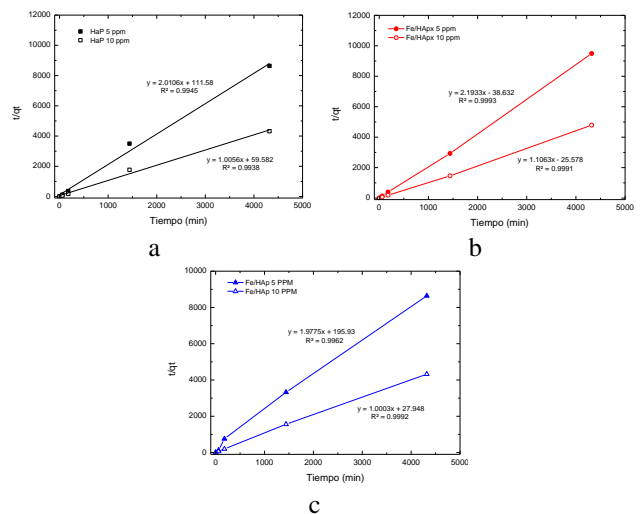 12000
10000
8000
6000
4000
2000
0
t/qt
HaP 5 ppm
HaP 10 ppm
y = 2.0106x + 111.58
R² = 0.9945
1.0056x + 59.582
R² = 0.9938
0 1000 2000 3000 4000 5000
Tiempo (min)
a
12000
10000
8000
6000
4000
2000
0
t/qt
Fe/HApx 5 ppm
Fe/HApx 10 ppm
y = 2.1933x - 38.632
R² = 0.9993
y = 1.1063x - 25.578
R² = 0.9991
0 1000 2000 3000 4000 5000
Tiempo (min)
b
10000
8000
6000
4000
2000
0
t/qt
Fe/HAp 5 PPM
Fe/HAp 10 PPM
y = 1.9775x + 195.93
R² = 0.9962
y = 1.0003x + 27.948
R² = 0.9992
0 1000 2000 3000 4000 5000
Tiempo (min)
c